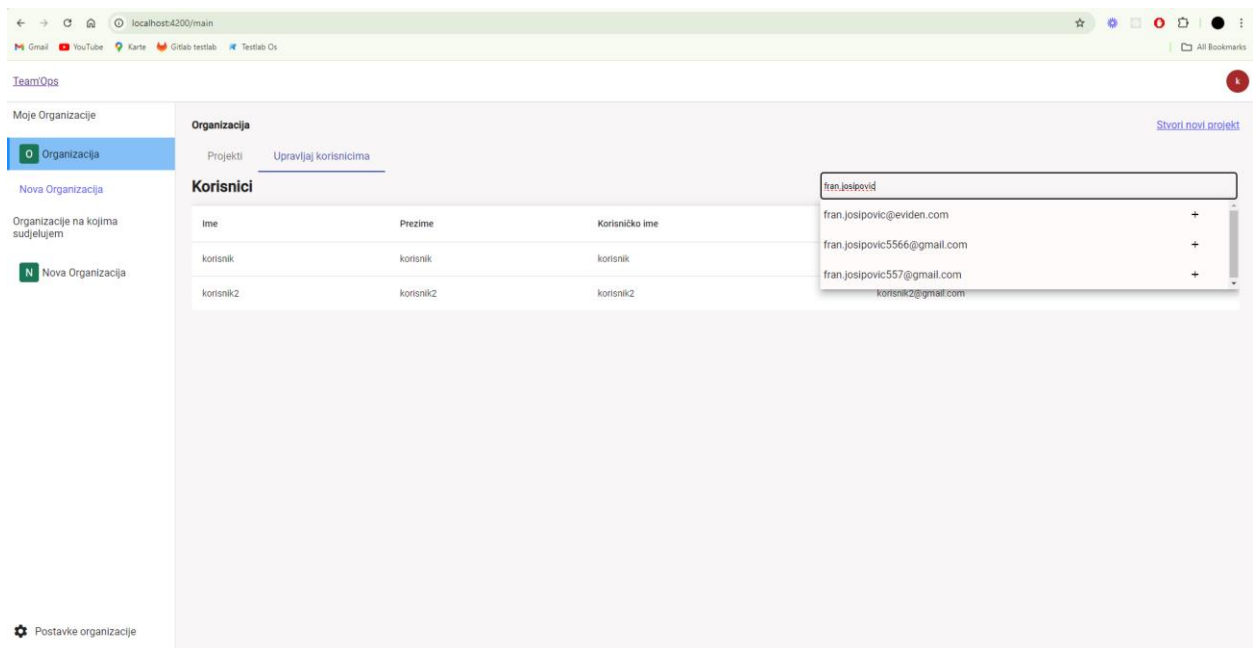 localhost:4200/main
Gmail YouTube Karte Gitlab testlab Testlab Os All Bookmarks
Team'Ops k
Moje Organizacije
O Organizacija
Nova Organizacija
Organizacije na kojima
sudjelujem
N Nova Organizacija
Postavke organizacije
Organizacija Stvori novi projekt
Projekti Upravljaj korisnicima
Korisnici fran.josipovic
Ime Prezime Korisničko ime
korisnik korisnik korisnik
korisnik2 korisnik2 korisnik2 korisnik2@gmail.com
fran.josipovic@eviden.com +
fran.josipovic5566@gmail.com +
fran.josipovic557@gmail.com +